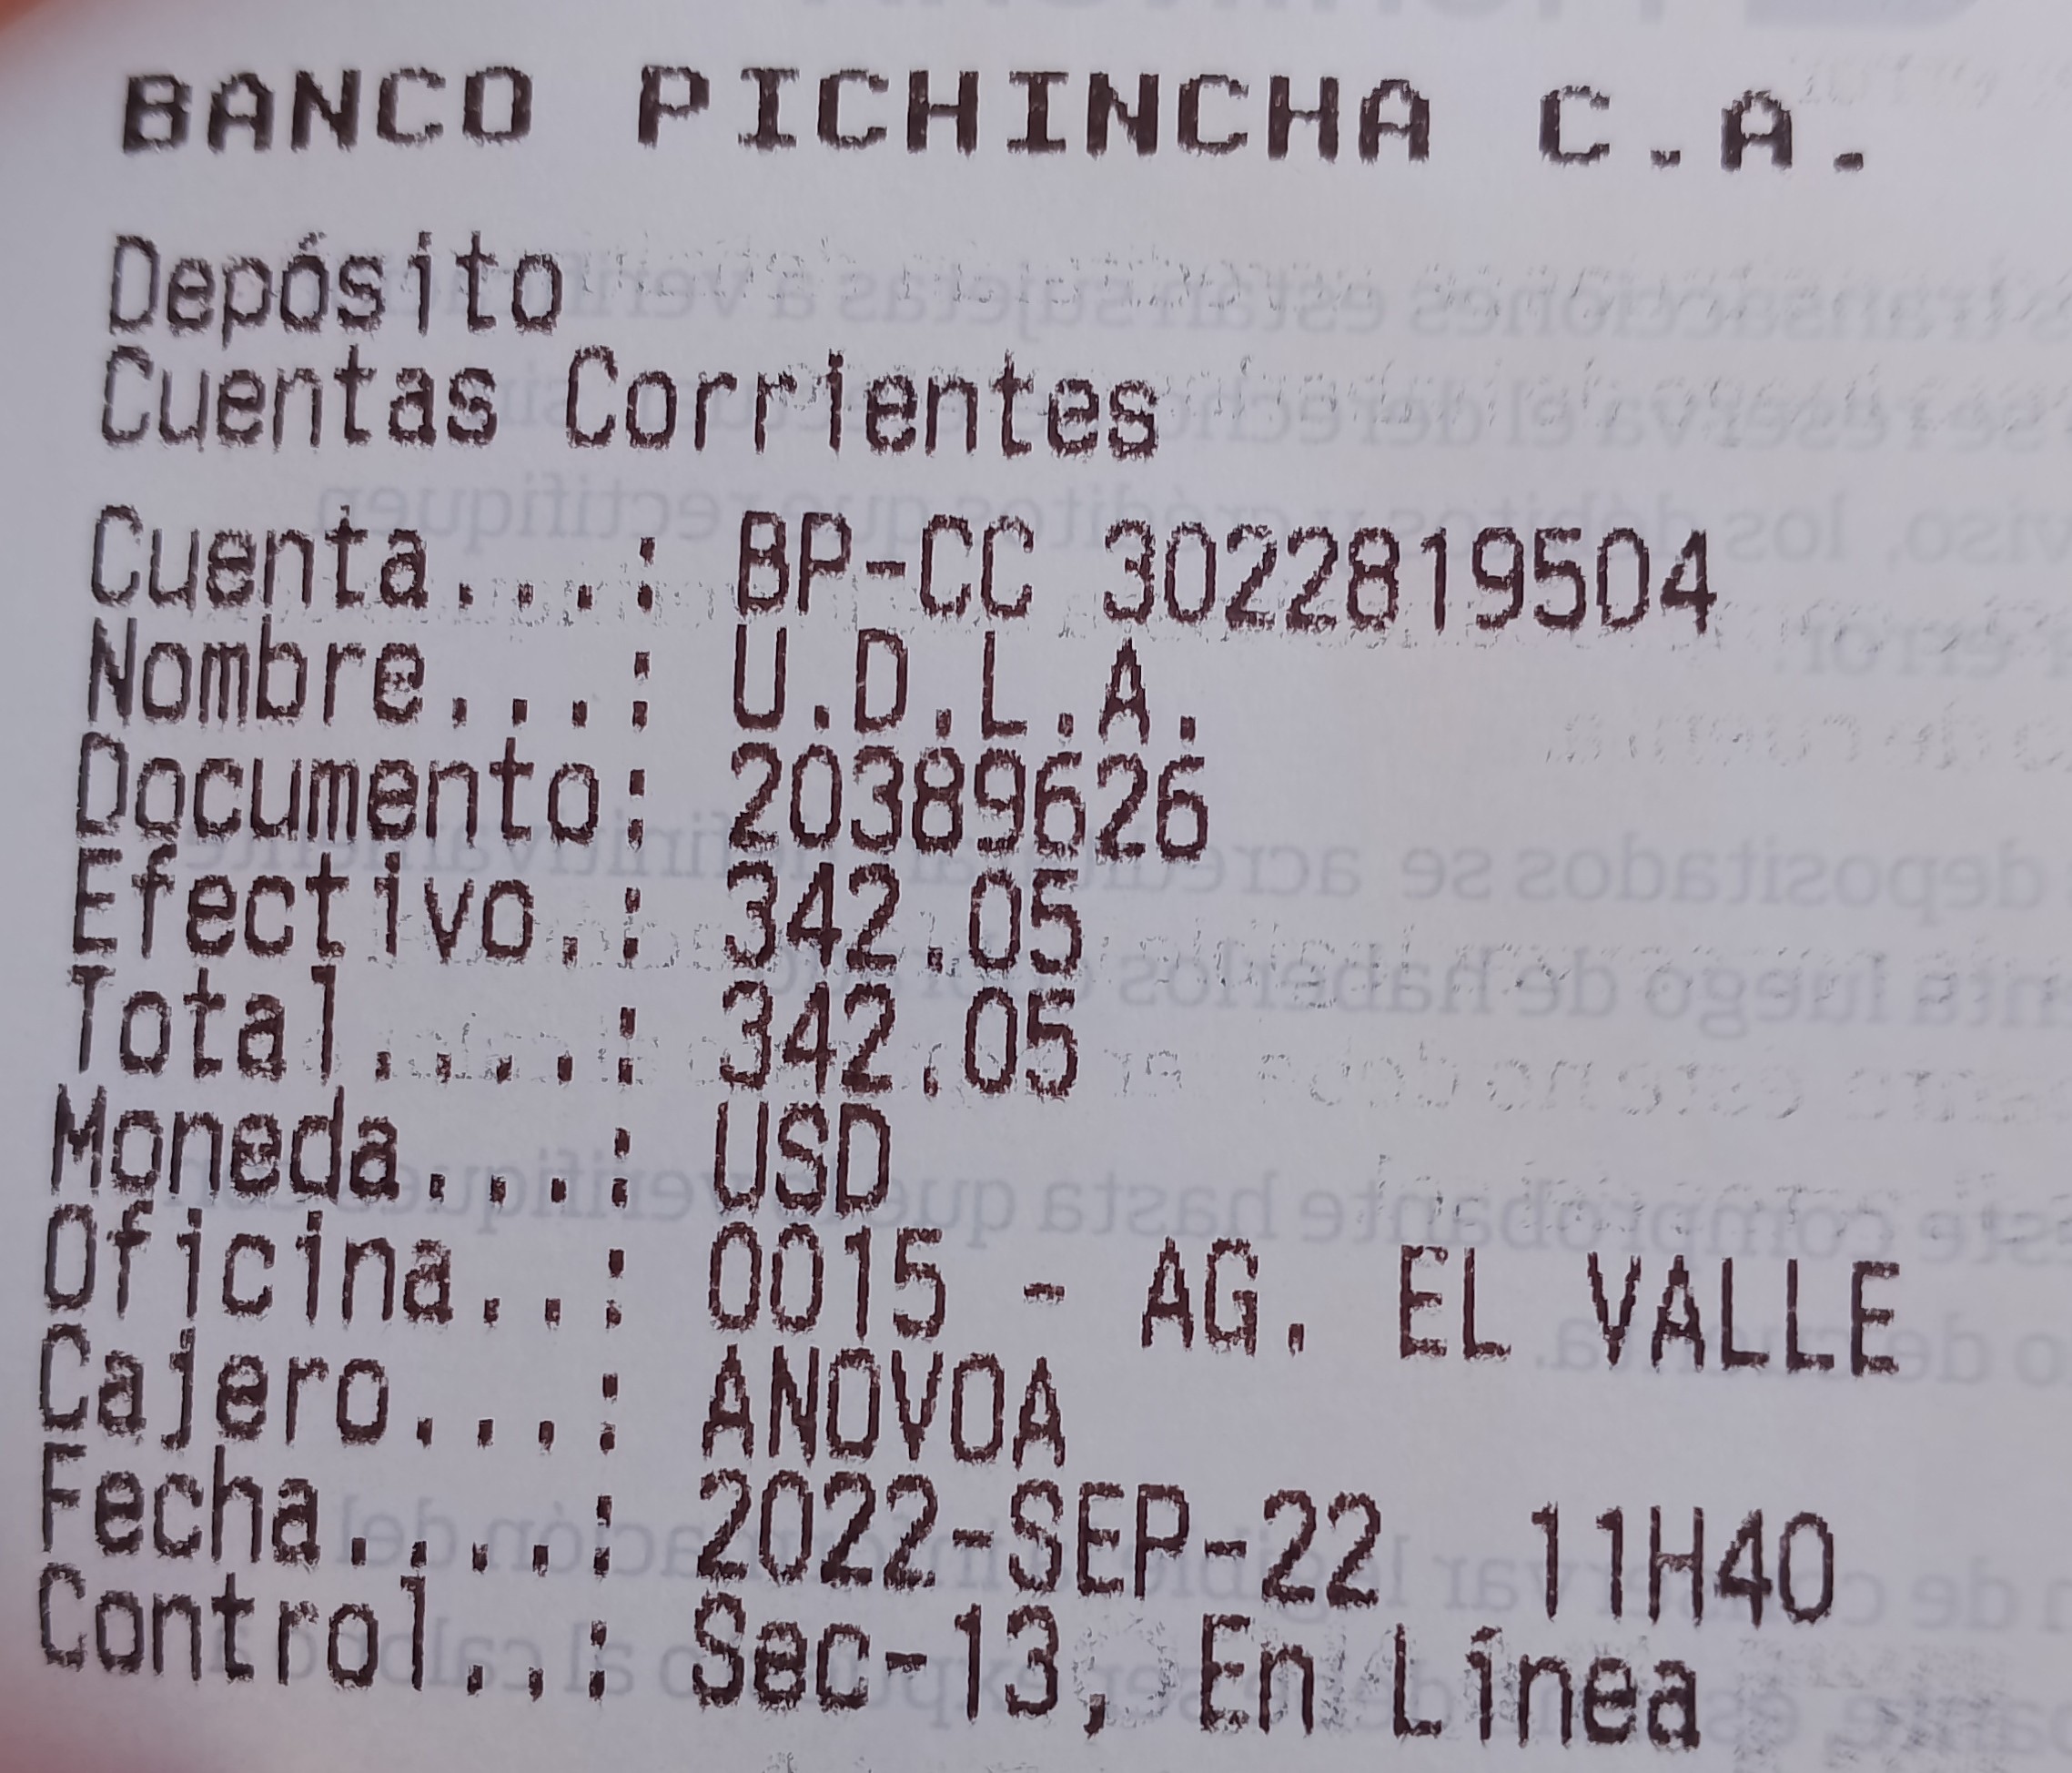 BANCO PICHINCHA C.A.
Depósito
Cuentas Corrientes
Cuenta...: BP-CC 3022819504
Nombre...: U.D.L.A.
Documento: 20389626
Efectivo.: 342.05
Total....: 342.05
Moneda...: USD
Oficina..: 0015 - AG. EL VALLE
Cajero...: ANOVOA
Fecha....: 2022-SEP-22 11H40
Control..: Sec-13, En Línea